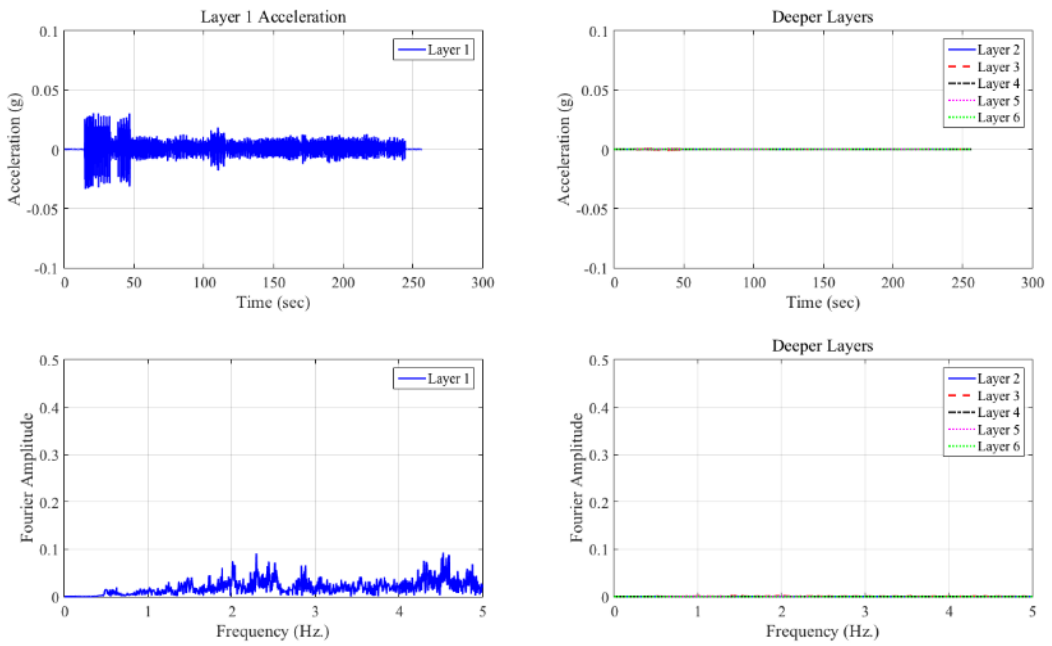 Layer 1 Acceleration
0.1
0.05
0
-0.05
-0.1
Acceleration (g)
Layer 1
0 50 100 150 200 250 300
Time (sec)
Deeper Layers
0.1
0.05
0
-0.05
-0.1
Acceleration (g)
Layer 2
Layer 3
Layer 4
Layer 5
Layer 6
0 50 100 150 200 250 300
Time (sec)
0.5
0.4
0.3
0.2
0.1
0
Fourier Amplitude
Layer 1
0 1 2 3 4 5
Frequency (Hz.)
Deeper Layers
0.5
0.4
0.3
0.2
0.1
0
Fourier Amplitude
Layer 2
Layer 3
Layer 4
Layer 5
Layer 6
0 1 2 3 4 5
Frequency (Hz.)